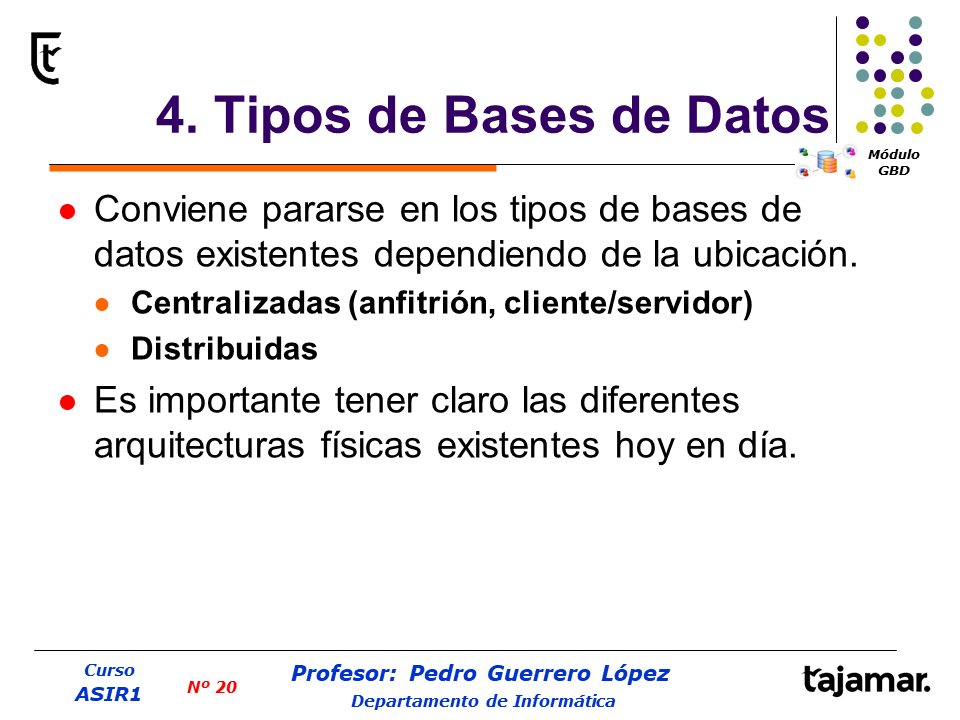 4. Tipos de Bases de Datos
Módulo
GBD
● Conviene pararse en los tipos de bases de
datos existentes dependiendo de la ubicación.
● Centralizadas (anfitrión, cliente/servidor)
● Distribuidas
● Es importante tener claro las diferentes
arquitecturas físicas existentes hoy en día.
Curso
ASIR1
Nº 20
Profesor: Pedro Guerrero López
Departamento de Informática
tajamar.